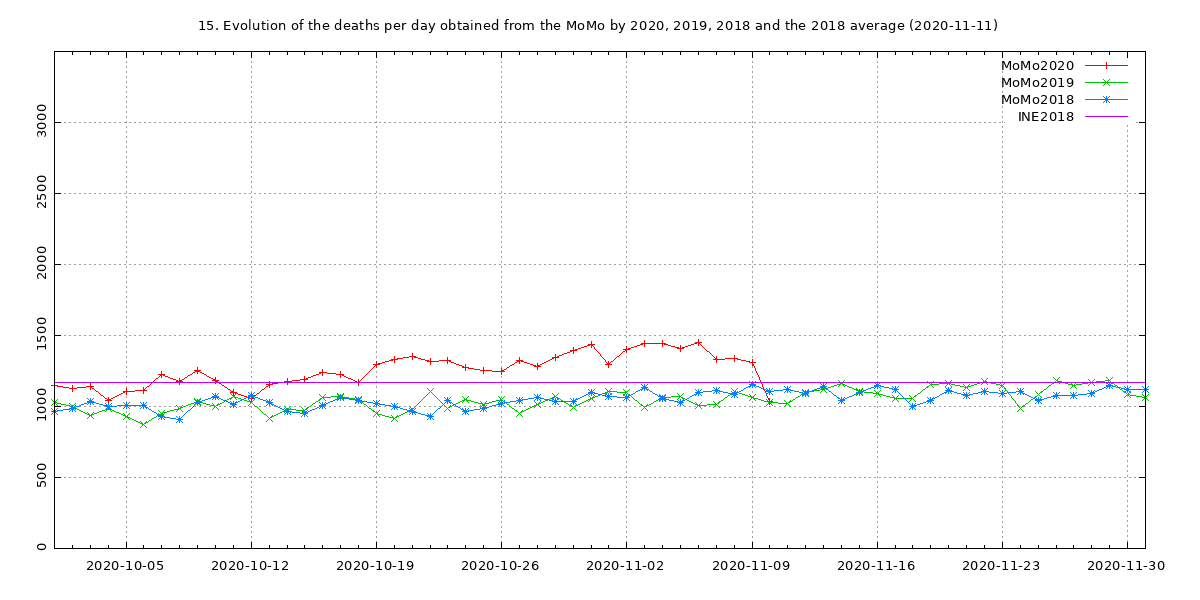 15. Evolution of the deaths per day obtained from the MoMo by 2020, 2019, 2018 and the 2018 average (2020-11-11)
MoMo2020
MoMo2019
MoMo2018
INE2018
3000
2500
2000
1500
1000
500
0
2020-10-05 2020-10-12 2020-10-19 2020-10-26 2020-11-02 2020-11-09 2020-11-16 2020-11-23 2020-11-30